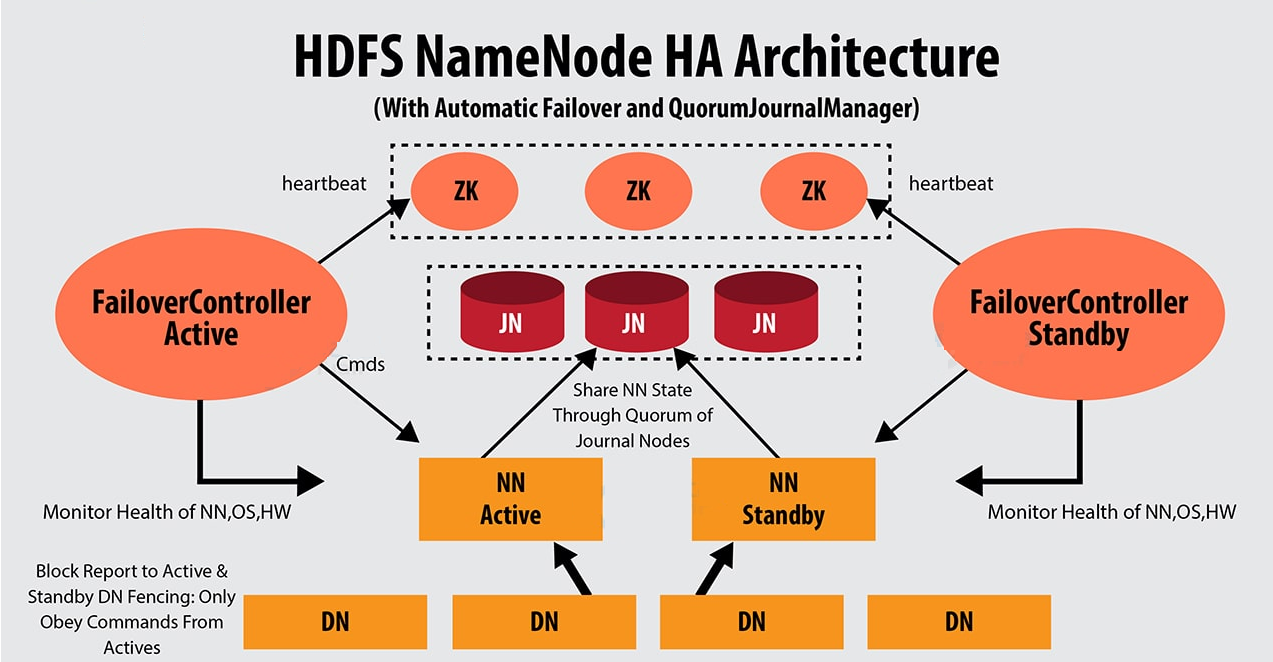 HDFS NameNode HA Architecture
(With Automatic Failover and QuorumJournalManager)
heartbeat
ZK
ZK
ZK
heartbeat
FailoverController
Active
JN
JN
JN
FailoverController
Standby
Cmds
Share NN State
Through Quorum of
Journal Nodes
NN
Active
NN
Standby
Monitor Health of NN,OS,HW
Monitor Health of NN,OS,HW
Block Report to Active &
Standby DN Fencing: Only
Obey Commands From
Actives
DN
DN
DN
DN